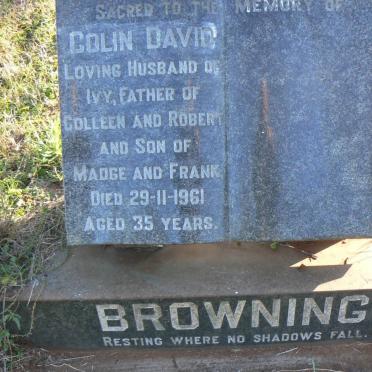 SACRED TO THE MEMORY OF
COLIN DAVID
LOVING HUSBAND OF
IVY, FATHER OF
COLLEEN AND ROBERT
AND SON OF
MADGE AND FRANK
DIED 29-11-1961
AGED 35 YEARS.
BROWNING
RESTING WHERE NO SHADOWS FALL.